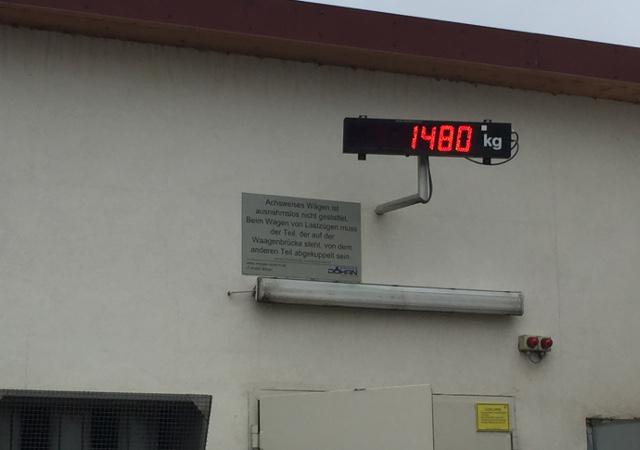 1480 kg
Achsweises Wägen ist
ausnahmslos nicht gestattet.
Beim Wägen von Lastzügen muss
der Teil, der auf der
Waagenbrücke steht, von dem
anderen Teil abgekuppelt sein.